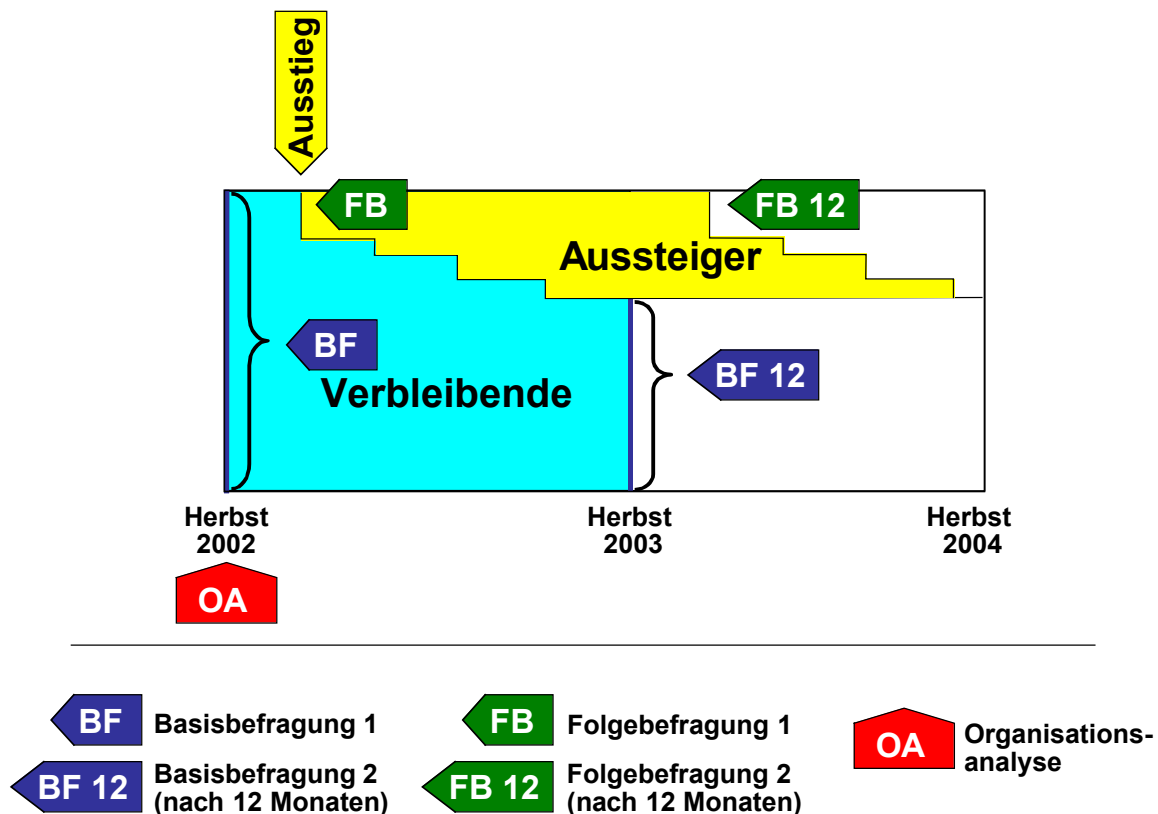 Ausstieg
FB
FB 12
Aussteiger
BF
BF 12
Verbleibende
Herbst
2002
Herbst
2003
Herbst
2004
OA
BF
Basisbefragung 1
FB
Folgebefragung 1
OA
Organisations-
analyse
BF 12
Basisbefragung 2
(nach 12 Monaten)
FB 12
Folgebefragung 2
(nach 12 Monaten)